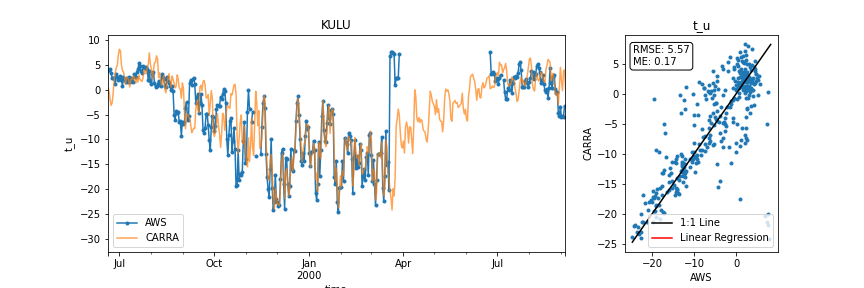 KULU
10
5
0
−5
−10
−15
−20
−25
−30
t_u
AWS
CARRA
Jul
Oct
Jan
2000
Apr
Jul
time
t_u
RMSE: 5.57
ME: 0.17
5
0
−5
−10
−15
−20
−25
CARRA
1:1 Line
Linear Regression
−20
−10
0
AWS